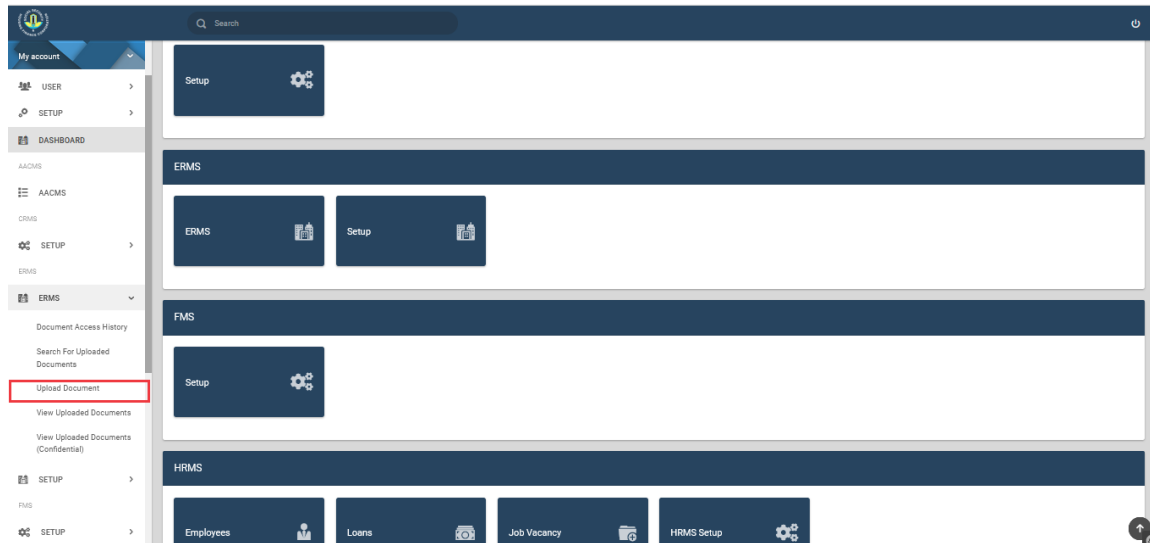 Search
My account
USER
SETUP
DASHBOARD
AACMS
AACMS
CRMS
SETUP
ERMS
ERMS
Document Access History
Search For Uploaded
Documents
Upload Document
View Uploaded Documents
View Uploaded Documents
(Confidential)
SETUP
FMS
SETUP
Setup
ERMS
ERMS
Setup
FMS
Setup
HRMS
Employees
Loans
Job Vacancy
HRMS Setup